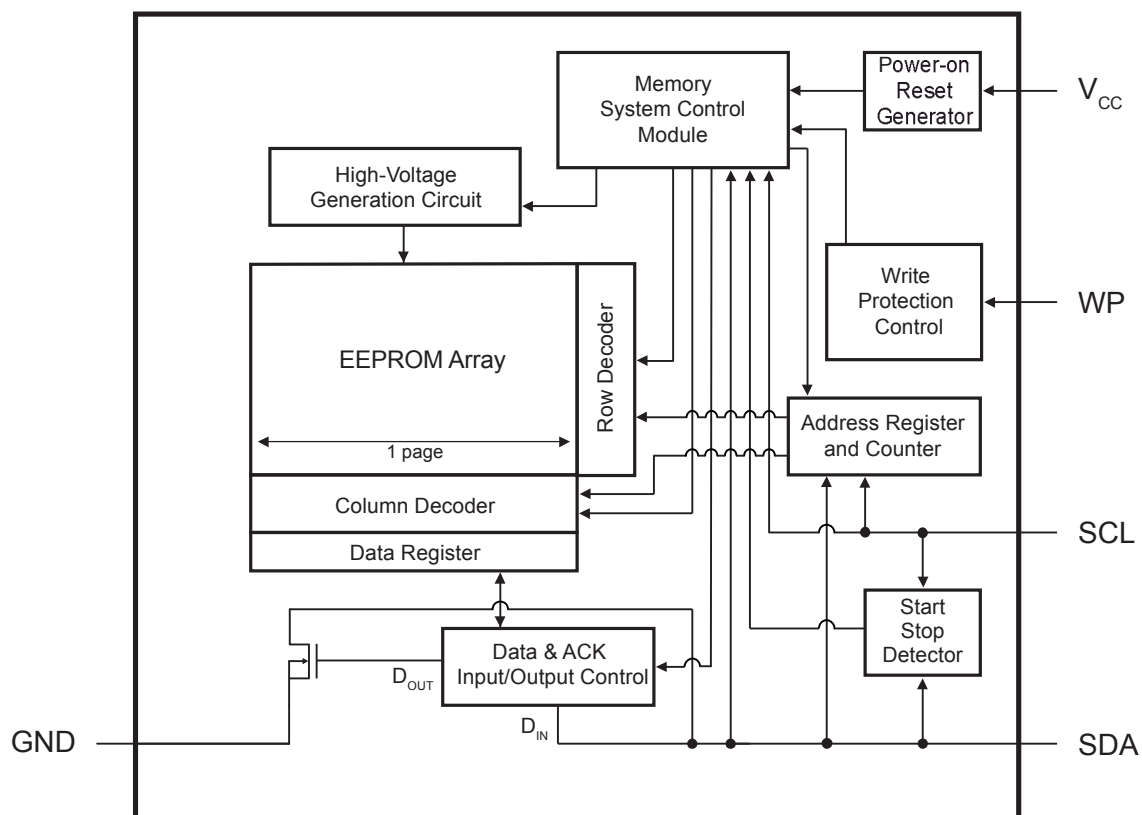 Memory
System Control
Module
Power-on
Reset
Generator
V_CC
High-Voltage
Generation Circuit
Write
Protection
Control
WP
EEPROM Array
Row Decoder
1 page
Address Register
and Counter
Column Decoder
Data Register
SCL
Start
Stop
Detector
Data & ACK
Input/Output Control
D_OUT
D_IN
GND
SDA